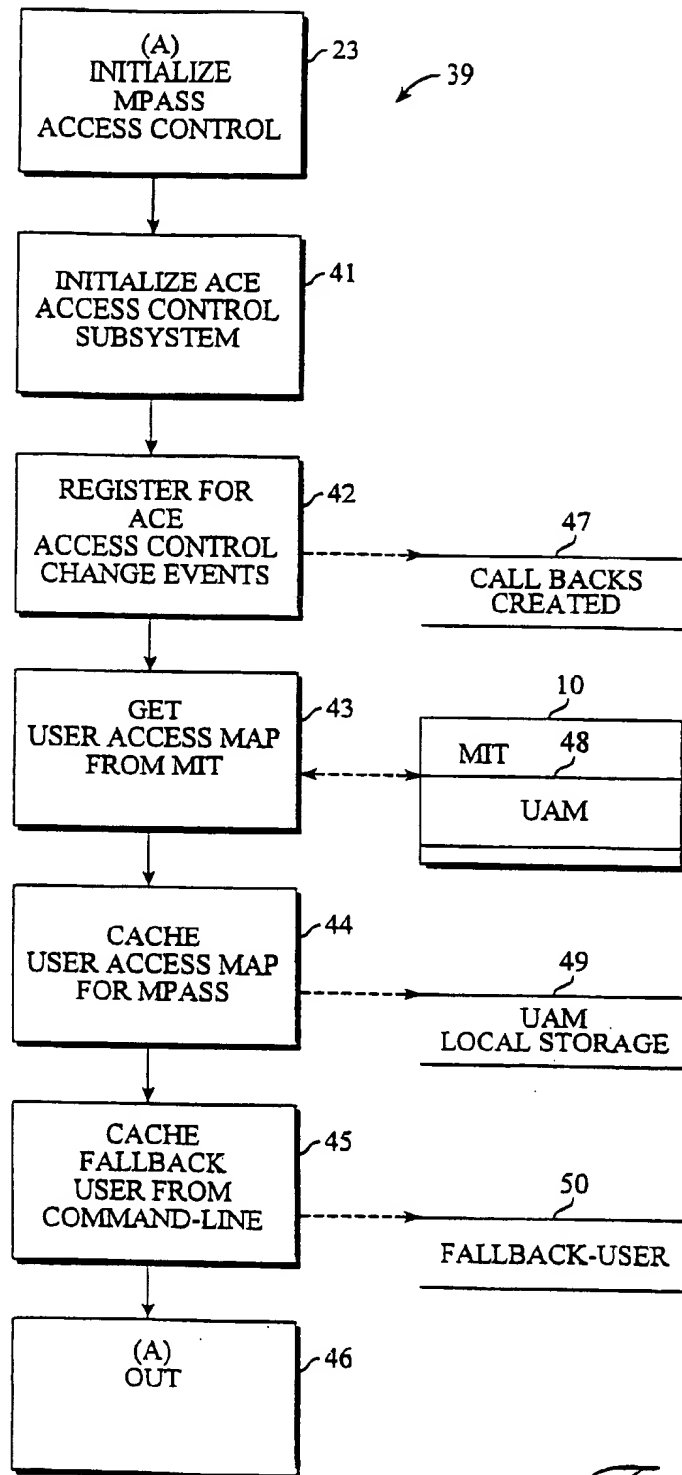 (A)
INITIALIZE
MPASS
ACCESS CONTROL
23
39
INITIALIZE ACE
ACCESS CONTROL
SUBSYSTEM
41
REGISTER FOR
ACE
ACCESS CONTROL
CHANGE EVENTS
42
47
CALL BACKS
CREATED
GET
USER ACCESS MAP
FROM MIT
43
10
MIT
48
UAM
CACHE
USER ACCESS MAP
FOR MPASS
44
49
UAM
LOCAL STORAGE
CACHE
FALLBACK
USER FROM
COMMAND-LINE
45
50
FALLBACK-USER
(A)
OUT
46